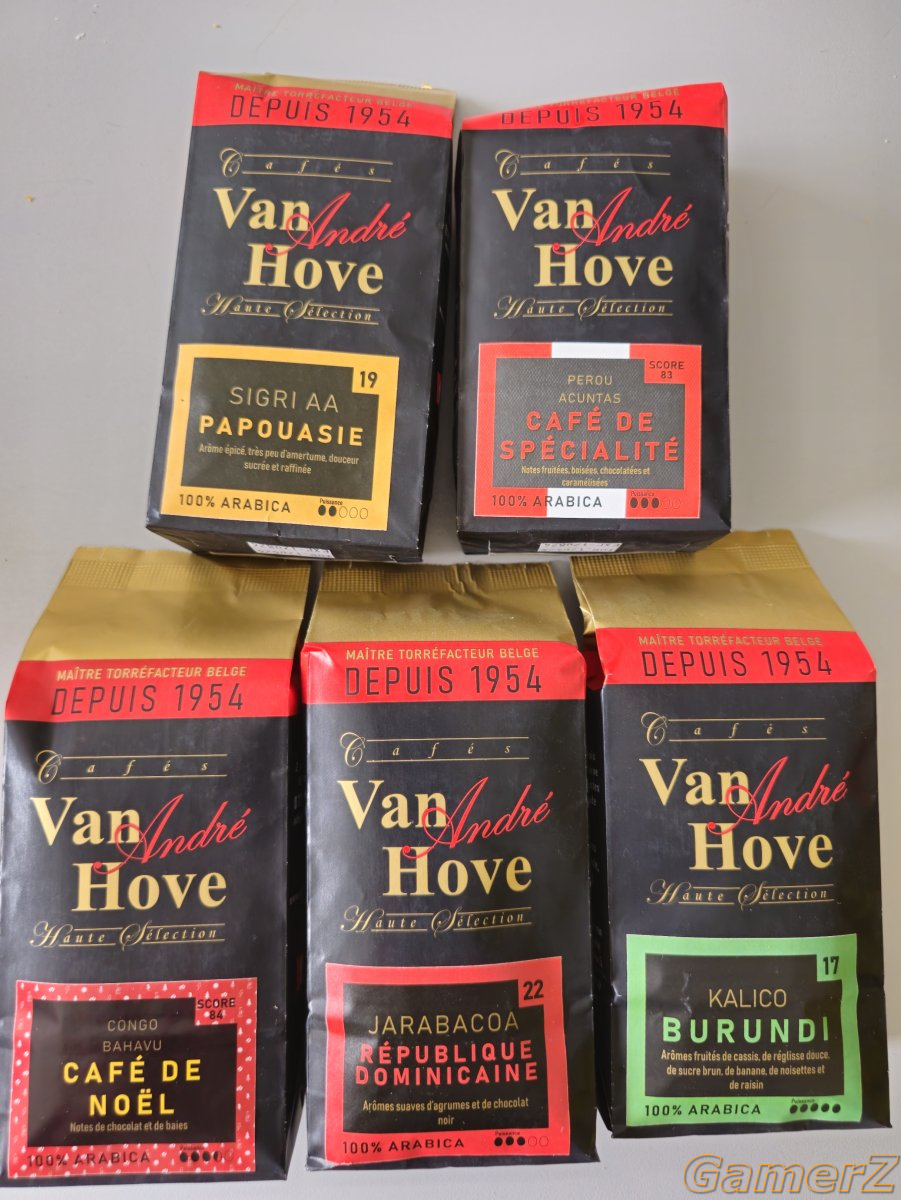 MAÎTRE TORRÉFACTEUR BELGE
DEPUIS 1954
Cafés
Van André
Hove
Haute Sélection
19
SIGRI AA
PAPOUASIE
Arôme épicé, très peu d'amertume, douceur
sucrée et raffinée
100% ARABICA
Puissance
MAÎTRE TORRÉFACTEUR BELGE
DEPUIS 1954
Cafés
Van André
Hove
Haute Sélection
SCORE
83
PEROU
ACUNTAS
CAFÉ DE
SPÉCIALITÉ
Notes fruitées, boisées, chocolatées et
caramélisées
100% ARABICA
Puissance
MAÎTRE TORRÉFACTEUR BELGE
DEPUIS 1954
Cafés
Van André
Hove
Haute Sélection
SCORE
84
CONGO
BAHAVU
CAFÉ DE
NOËL
Notes de chocolat et de baies
100% ARABICA
MAÎTRE TORRÉFACTEUR BELGE
DEPUIS 1954
Cafés
Van André
Hove
Haute Sélection
22
JARABACOA
RÉPUBLIQUE
DOMINICAINE
Arômes suaves d'agrumes et de chocolat
noir
100% ARABICA
Puissance
MAÎTRE TORRÉFACTEUR BELGE
DEPUIS 1954
Cafés
Van André
Hove
Haute Sélection
17
KALICO
BURUNDI
Arômes fruités de cassis, de réglisse douce,
de sucre brun, de banane, de noisettes et
de raisin
100% ARABICA
Puissance
GamerZ